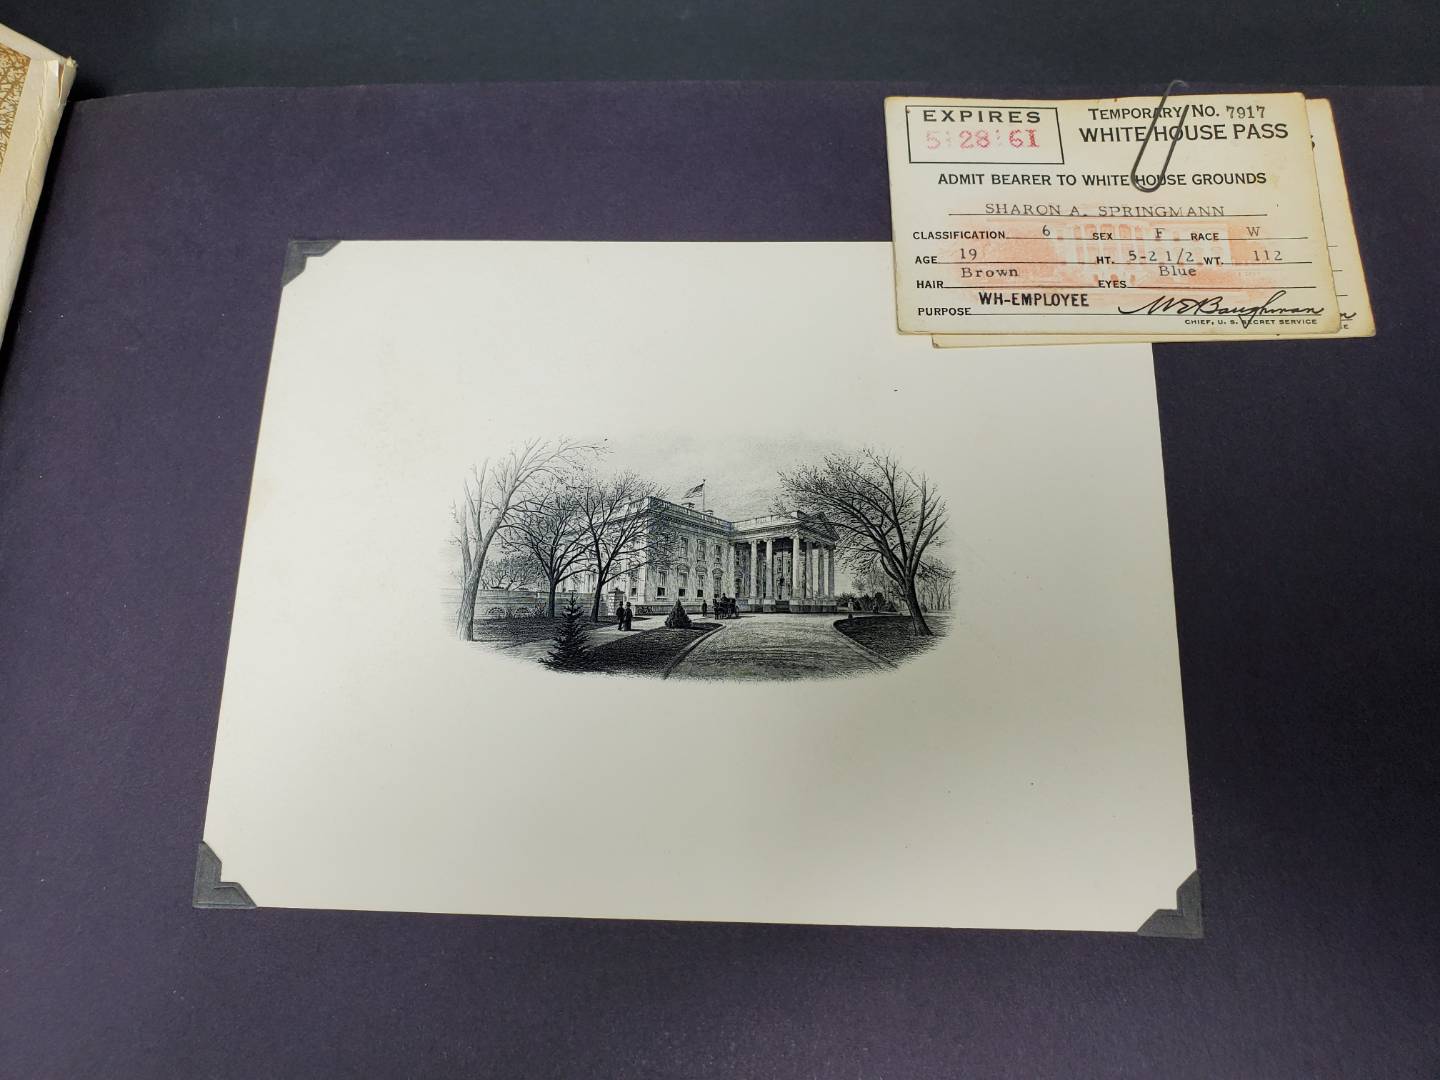 EXPIRES
5 28 61
TEMPORARY NO. 7917
WHITE HOUSE PASS
ADMIT BEARER TO WHITE HOUSE GROUNDS
SHARON A. SPRINGMANN
CLASSIFICATION 6 SEX F RACE W
AGE 19 HT. 5-2 1/2 WT. 112
HAIR Brown EYES Blue
PURPOSE WH-EMPLOYEE
CHIEF, U. S. SECRET SERVICE